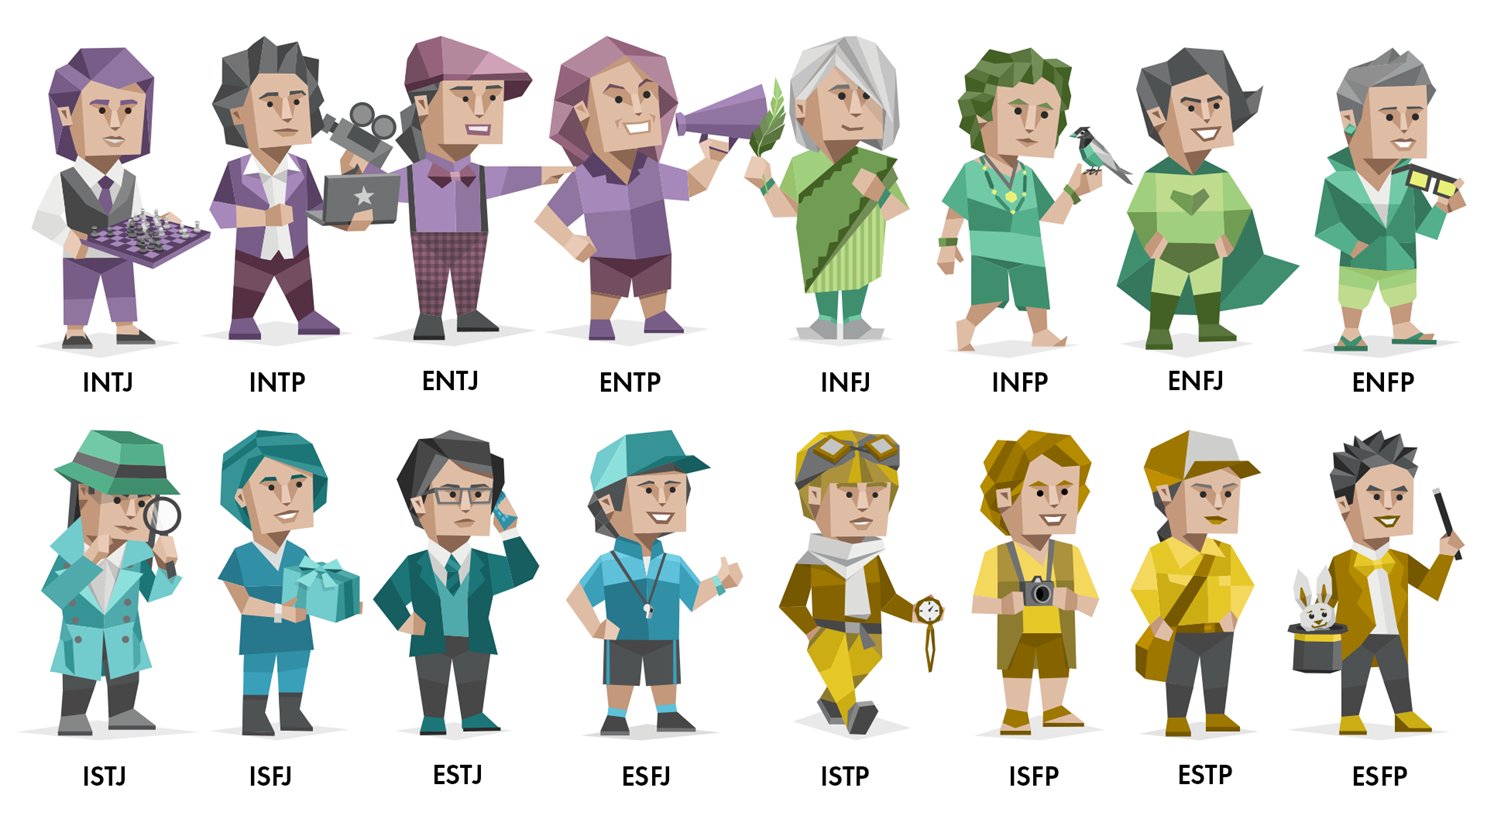 INTJ
INTP
ENTJ
ENTP
INFJ
INFP
ENFJ
ENFP
ISTJ
ISFJ
ESTJ
ESFJ
ISTP
ISFP
ESTP
ESFP